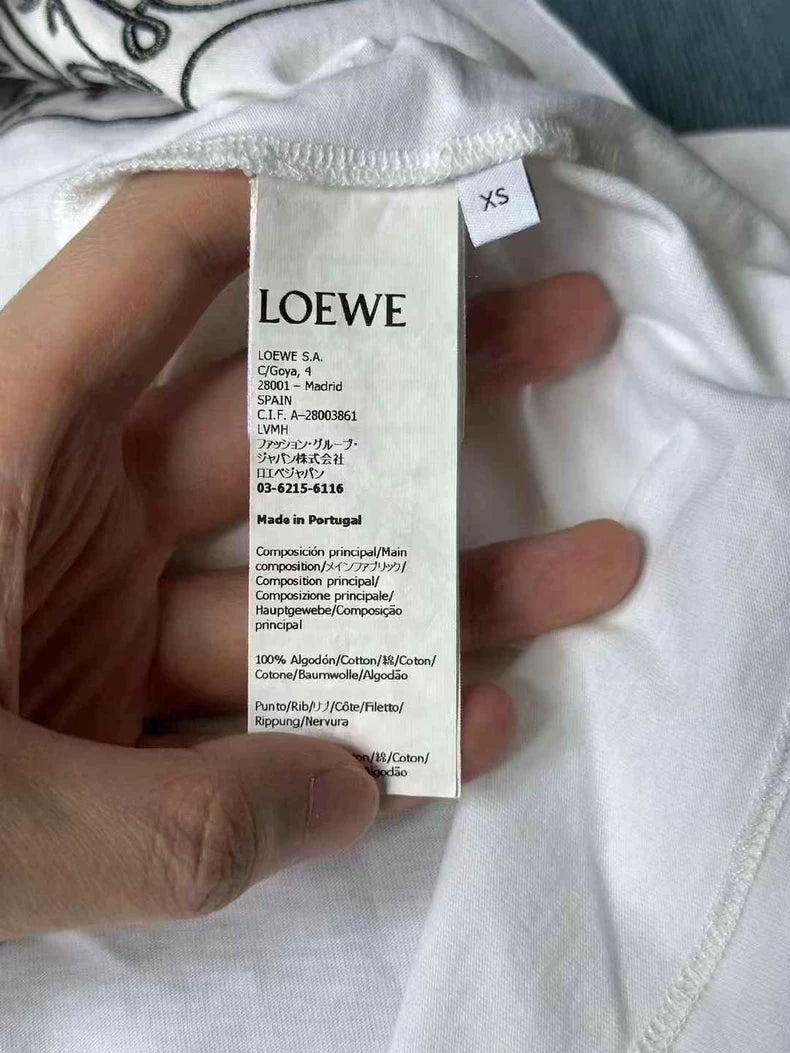 XS
LOEWE
LOEWE S.A.
C/Goya, 4
28001 – Madrid
SPAIN
C.I.F. A–28003861
LVMH
ファッション・グループ・
ジャパン株式会社
ロエベジャパン
03-6215-6116
Made in Portugal
Composición principal/Main
composition/メインファブリック/
Composition principal/
Composizione principale/
Hauptgewebe/Composição
principal
100% Algodón/Cotton/綿/Coton/
Cotone/Baumwolle/Algodão
Punto/Rib/リブ/Côte/Filetto/
Rippung/Nervura
/綿/Coton/
Algodão